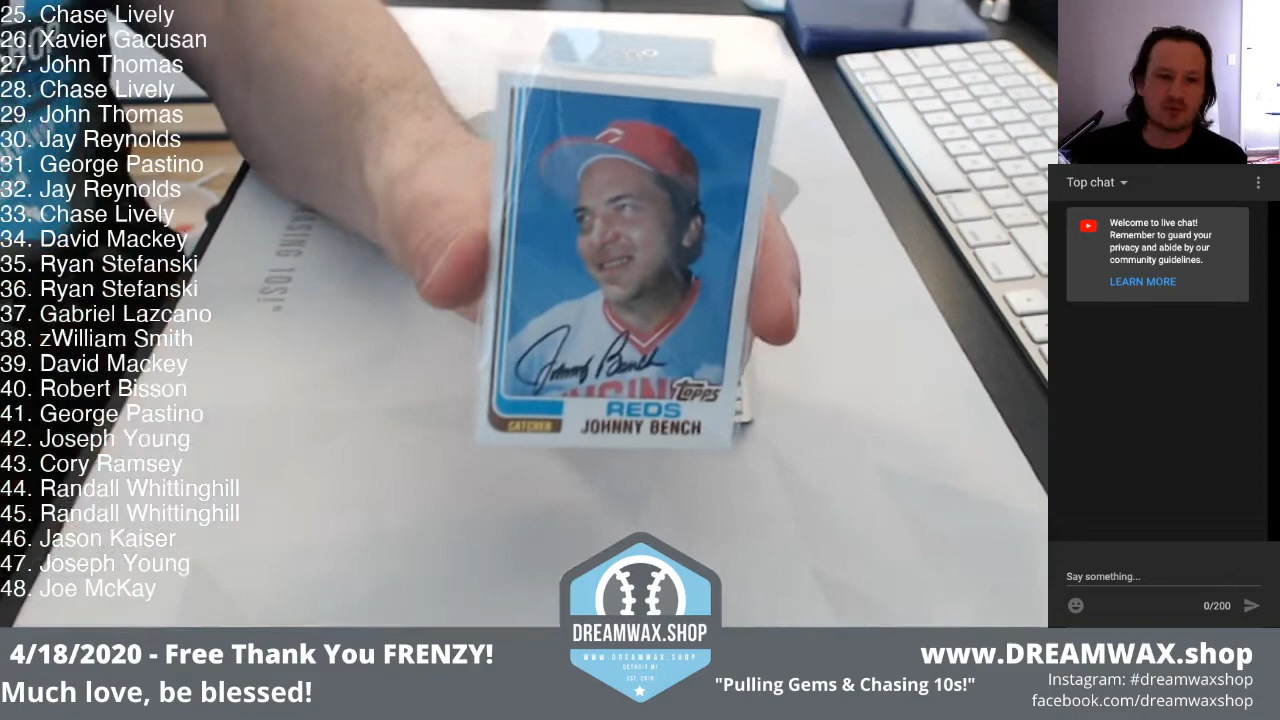 25. Chase Lively
26. Xavier Gacusan
27. John Thomas
28. Chase Lively
29. John Thomas
30. Jay Reynolds
31. George Pastino
32. Jay Reynolds
33. Chase Lively
34. David Mackey
35. Ryan Stefanski
36. Ryan Stefanski
37. Gabriel Lazcano
38. zWilliam Smith
39. David Mackey
40. Robert Bisson
41. George Pastino
42. Joseph Young
43. Cory Ramsey
44. Randall Whittinghill
45. Randall Whittinghill
46. Jason Kaiser
47. Joseph Young
48. Joe McKay
Johnny Bench
Topps
REDS
CATCHER
JOHNNY BENCH
Top chat
Welcome to live chat!
Remember to guard your
privacy and abide by our
community guidelines.
LEARN MORE
Say something...
0/200
4/18/2020 - Free Thank You FRENZY!
Much love, be blessed!
DREAMWAX.SHOP
WWW.DREAMWAX.SHOP
DETROIT MI
"Pulling Gems & Chasing 10s!"
www.DREAMWAX.shop
Instagram: #dreamwaxshop
facebook.com/dreamwaxshop